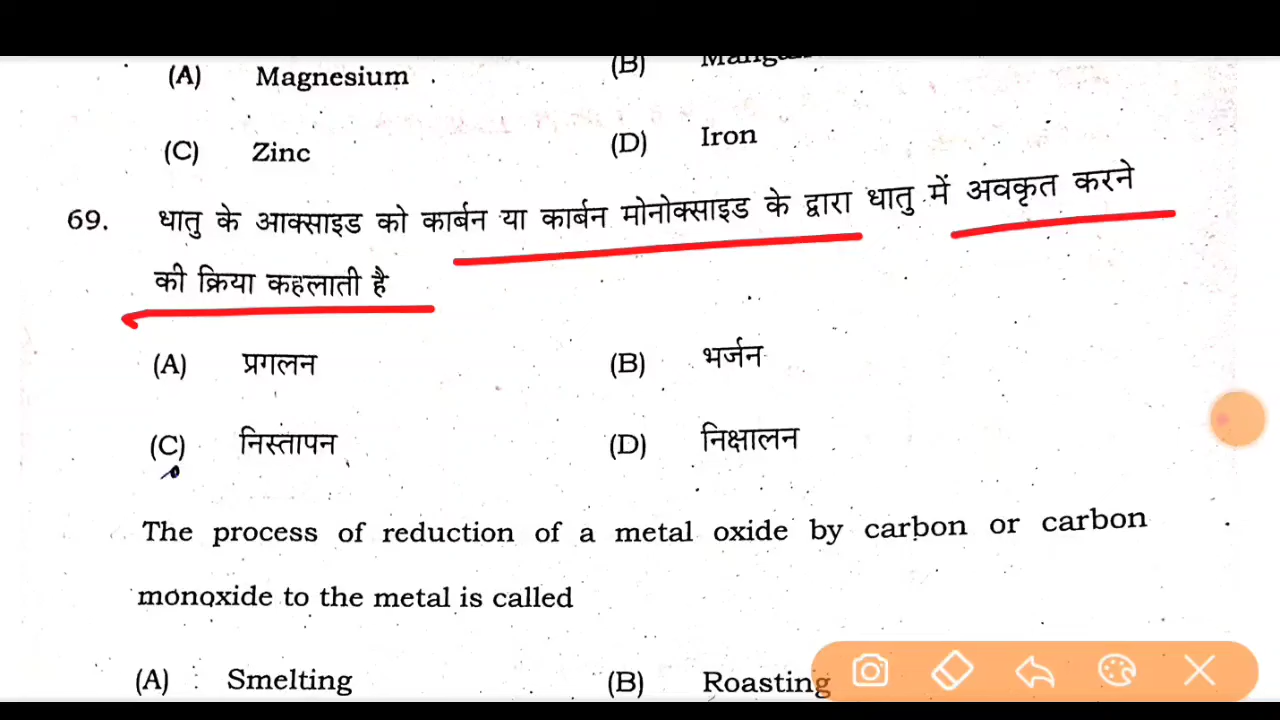 (A) Magnesium (B)
(C) Zinc (D) Iron
69. धातु के आक्साइड को कार्बन या कार्बन मोनोक्साइड के द्वारा धातु में अवकृत करने
की क्रिया कहलाती है
(A) प्रगलन (B) भर्जन
(C) निस्तापन (D) निक्षालन
The process of reduction of a metal oxide by carbon or carbon
monoxide to the metal is called
(A) Smelting (B) Roasting